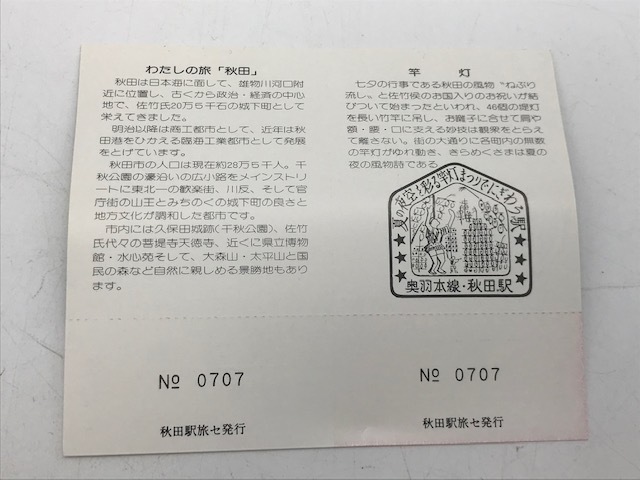 わたしの旅「秋田」
秋田は日本海に面して、雄物川河口附
近に位置し、古くから政治・経済の中心
地で、佐竹氏20万5千石の城下町として
栄えてきました。
明治以降は商工都市として、近年は秋
田港をひかえる臨海工業都市として発展
をとげています。
秋田市の人口は現在約28万5千人。千
秋公園の濠沿いの広小路をメインストリ
ートに東北一の歓楽街、川反、そして官
庁街の山王とみちのくの城下町の良さと
地方文化が調和した都市です。
市内には久保田城跡(千秋公園)、佐竹
氏代々の菩提寺天徳寺、近くに県立博物
館・水心苑そして、大森山・太平山と国
民の森など自然に親しめる景勝地もあり
ます。
竿灯
七夕の行事である秋田の風物〝ねぶり
流し〟と佐竹侯のお国入りのお祝いが結
びついて始まったといわれ、46個の提灯
を長い竹竿に吊し、お囃子に合せて肩や
額・腰・口に支える妙技は観衆をとらえ
て離さない。街の大通りに各町内の無数
の竿灯がゆれ動き、きらめくさまは夏の
夜の風物詩である。
夏の夜空を彩る竿灯まつりでにぎわう駅
奥羽本線・秋田駅
№ 0707
№ 0707
秋田駅旅セ発行
秋田駅旅セ発行